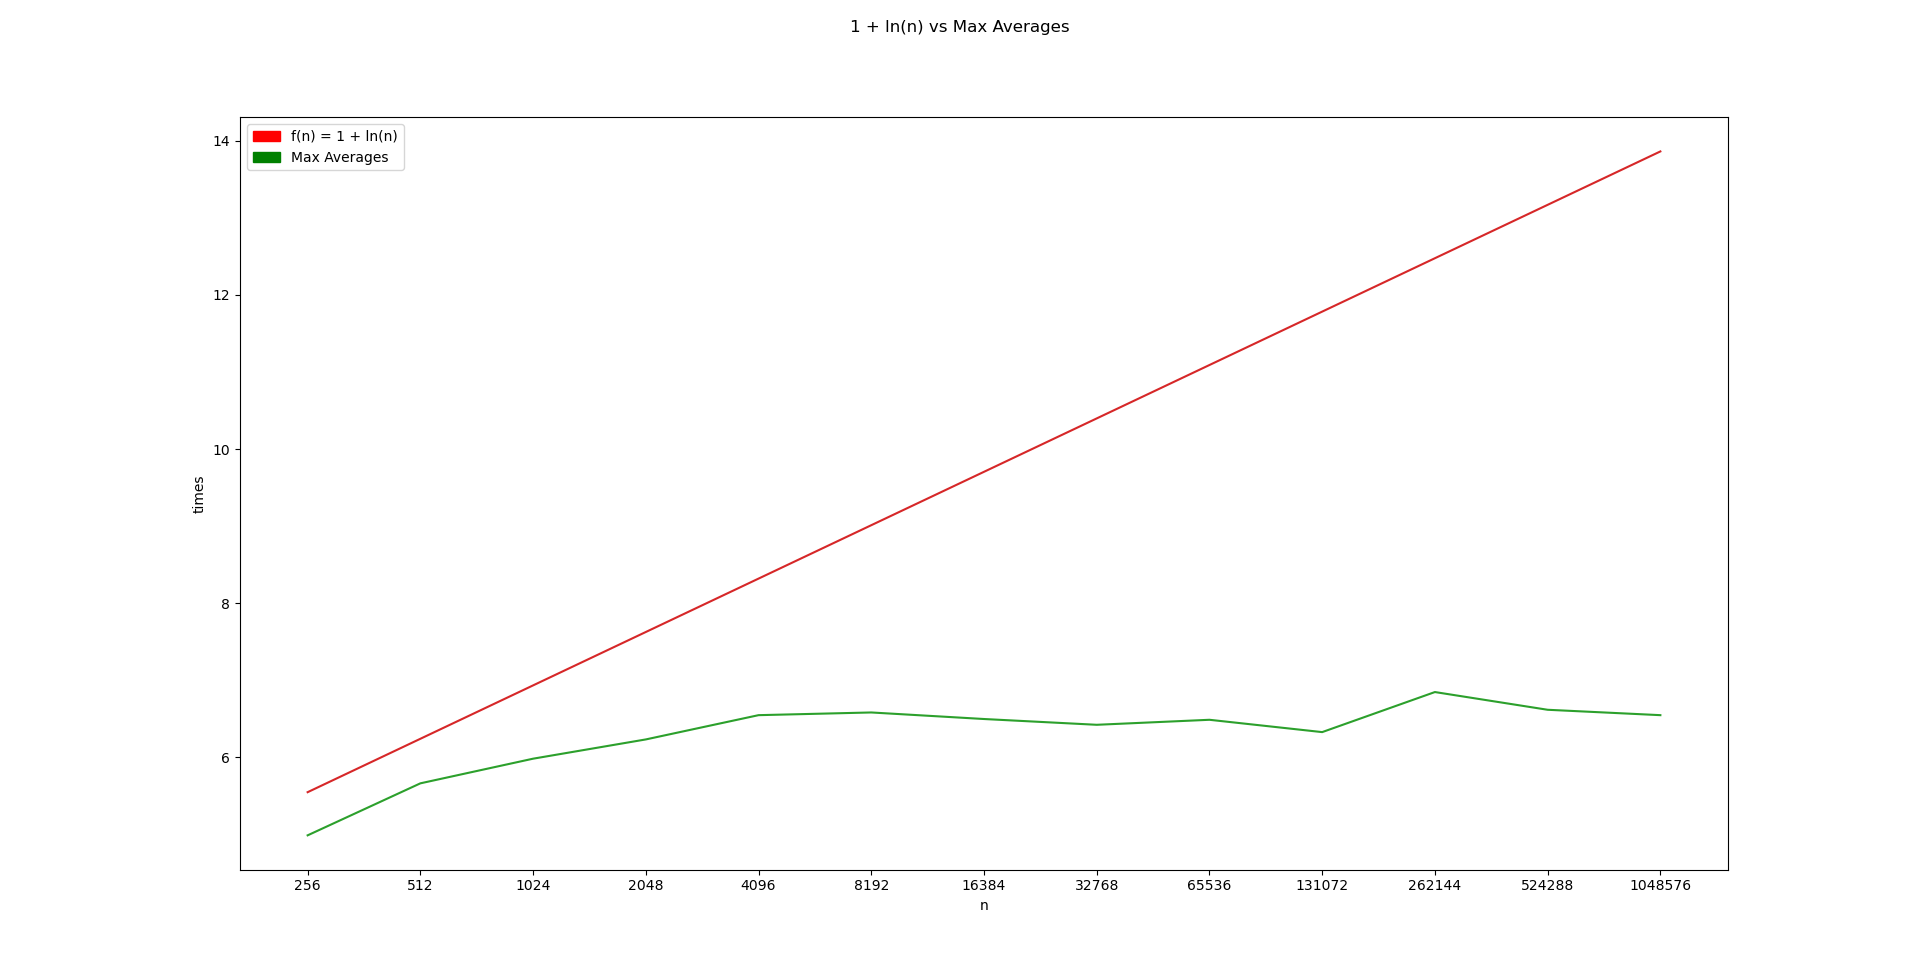 1 + ln(n) vs Max Averages
f(n) = 1 + ln(n)
Max Averages
14
12
10
8
6
times
256 512 1024 2048 4096 8192 16384 32768 65536 131072 262144 524288 1048576
n